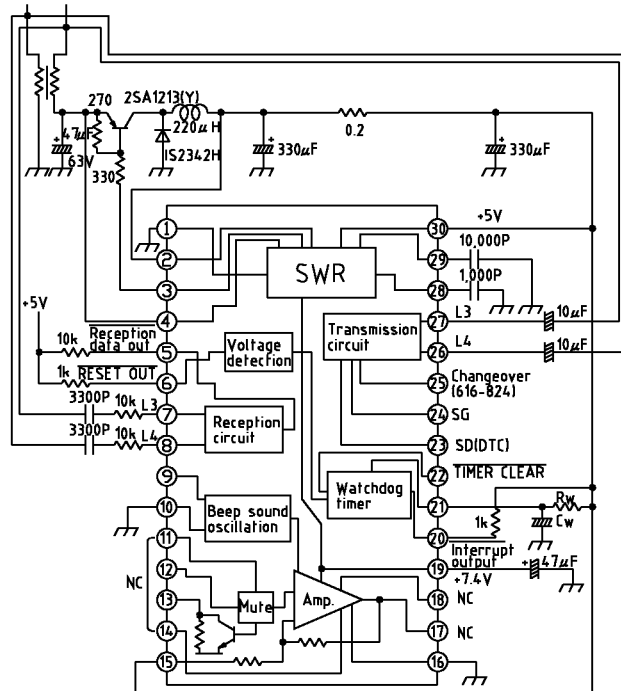 270
2SA1213(Y)
220μH
47μF
63V
IS2342H
330
330μF
0.2
330μF
1
2
3
4
5
6
7
8
9
10
11
12
13
14
15
30
29
28
27
26
25
24
23
22
21
20
19
18
17
16
SWR
+5V
10,000P
1,000P
L3
10μF
L4
10μF
+5V
10k
Reception
data out
1k
RESET OUT
3300P
10k
L3
3300P
10k
L4
Voltage
detection
Reception
circuit
Transmission
circuit
Changeover
(616-824)
SG
SD(DTC)
TIMER CLEAR
Watchdog
timer
Rw
Cw
1k
Interrupt
output
+7.4V
47μF
Beep sound
oscillation
NC
Mute
Amp.
NC
NC